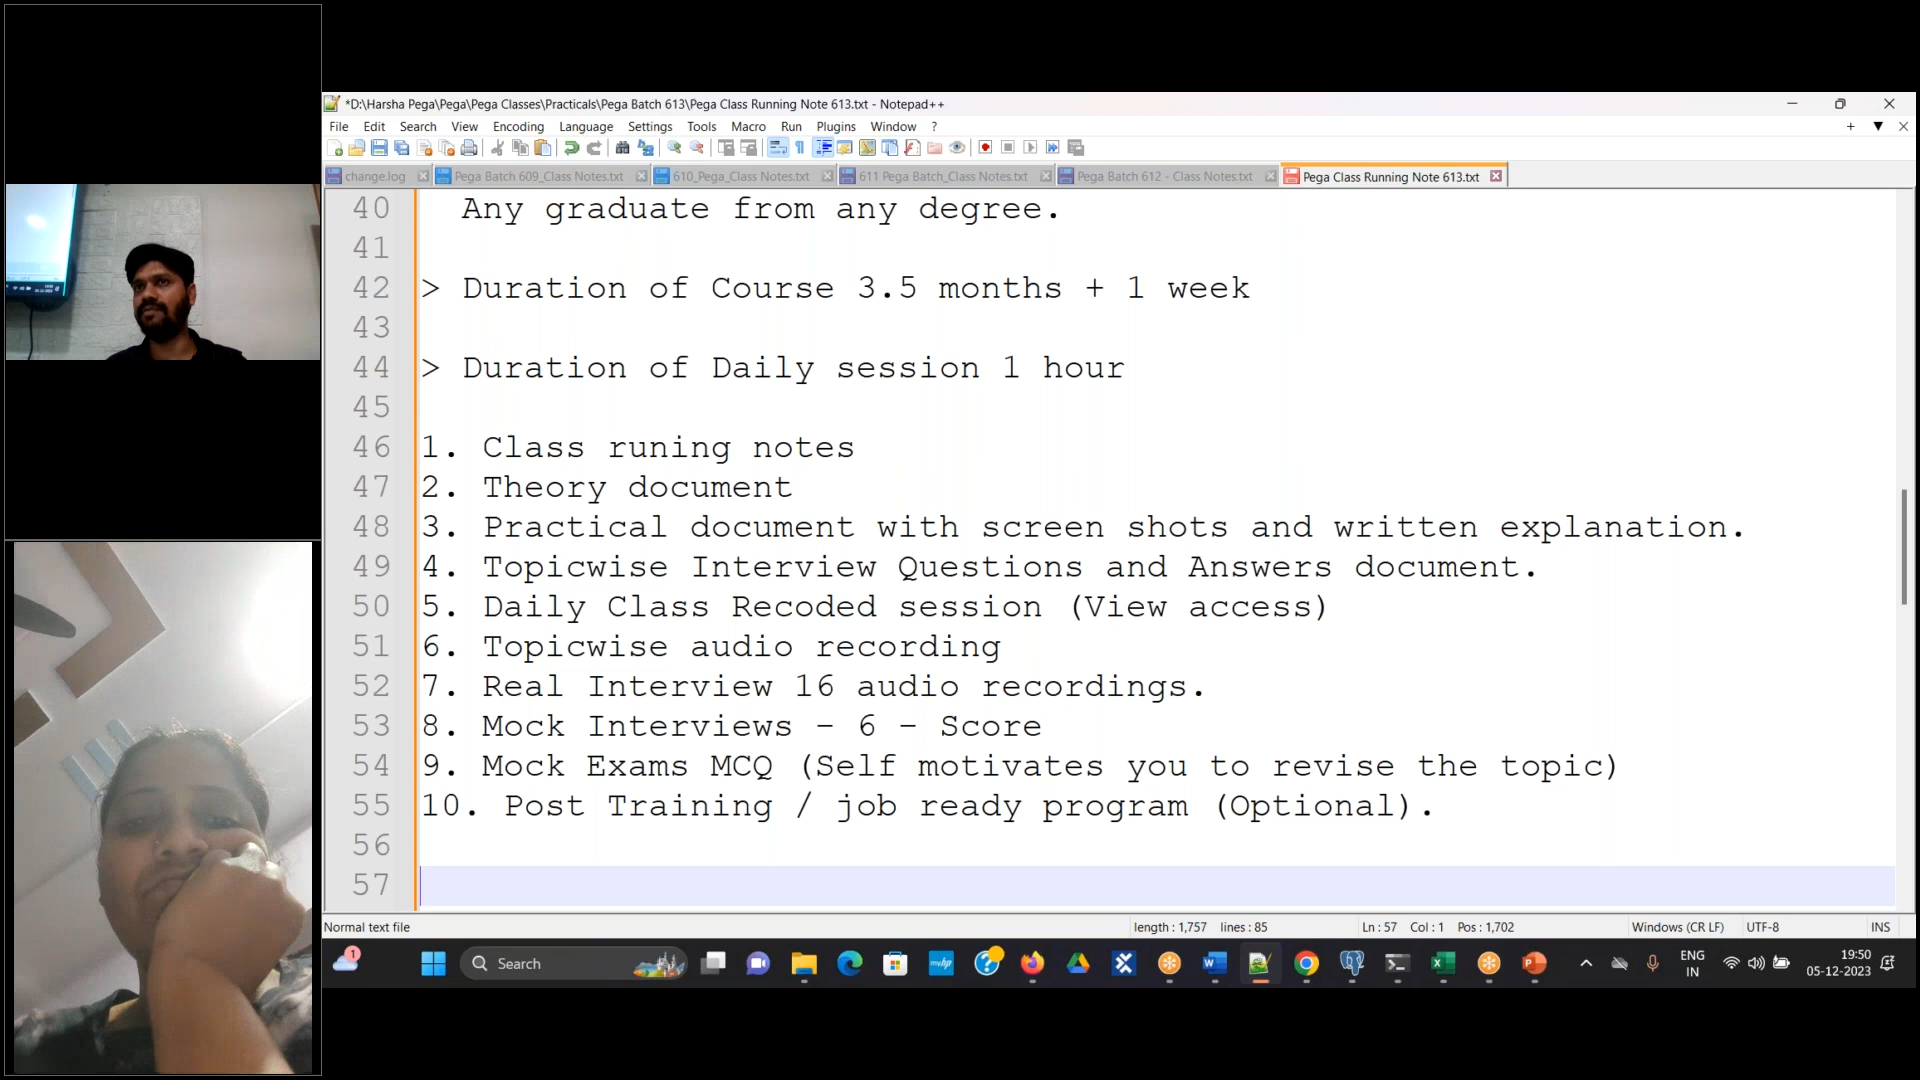 *D:\Harsha Pega\Pega\Pega Classes\Practicals\Pega Batch 613\Pega Class Running Note 613.txt - Notepad++
File Edit Search View Encoding Language Settings Tools Macro Run Plugins Window ?
change.log Pega Batch 609_Class Notes.txt 610_Pega_Class Notes.txt 611 Pega Batch_Class Notes.txt Pega Batch 612 - Class Notes.txt Pega Class Running Note 613.txt
40 Any graduate from any degree.
41
42 > Duration of Course 3.5 months + 1 week
43
44 > Duration of Daily session 1 hour
45
46 1. Class runing notes
47 2. Theory document
48 3. Practical document with screen shots and written explanation.
49 4. Topicwise Interview Questions and Answers document.
50 5. Daily Class Recoded session (View access)
51 6. Topicwise audio recording
52 7. Real Interview 16 audio recordings.
53 8. Mock Interviews - 6 - Score
54 9. Mock Exams MCQ (Self motivates you to revise the topic)
55 10. Post Training / job ready program (Optional).
56
57
Normal text file length : 1,757 lines : 85 Ln : 57 Col : 1 Pos : 1,702 Windows (CR LF) UTF-8 INS
1 Search myhp ENG IN 19:50 05-12-2023